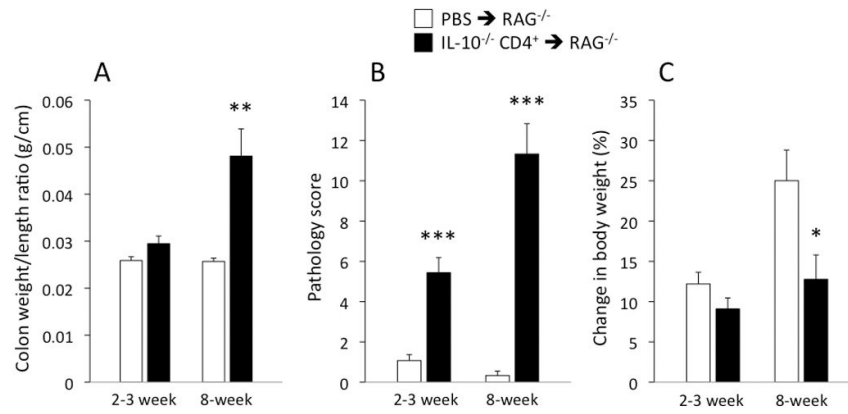 PBS ➔ RAG⁻/⁻
IL-10⁻/⁻ CD4⁺ ➔ RAG⁻/⁻
A
Colon weight/length ratio (g/cm)
0.06
0.05
0.04
0.03
0.02
0.01
0
**
2-3 week 8-week
B
Pathology score
14
12
10
8
6
4
2
0
***
***
2-3 week 8-week
C
Change in body weight (%)
35
30
25
20
15
10
5
0
*
2-3 week 8-week